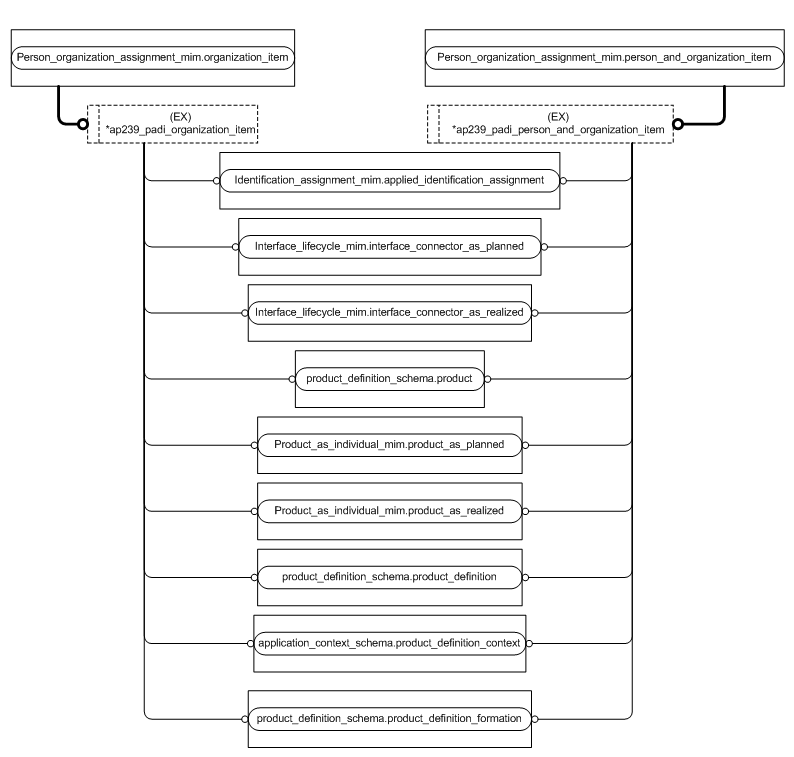 Person_organization_assignment_mim.organization_item
Person_organization_assignment_mim.person_and_organization_item
(EX)
*ap239_padi_organization_item
(EX)
*ap239_padi_person_and_organization_item
Identification_assignment_mim.applied_identification_assignment
Interface_lifecycle_mim.interface_connector_as_planned
Interface_lifecycle_mim.interface_connector_as_realized
product_definition_schema.product
Product_as_individual_mim.product_as_planned
Product_as_individual_mim.product_as_realized
product_definition_schema.product_definition
application_context_schema.product_definition_context
product_definition_schema.product_definition_formation